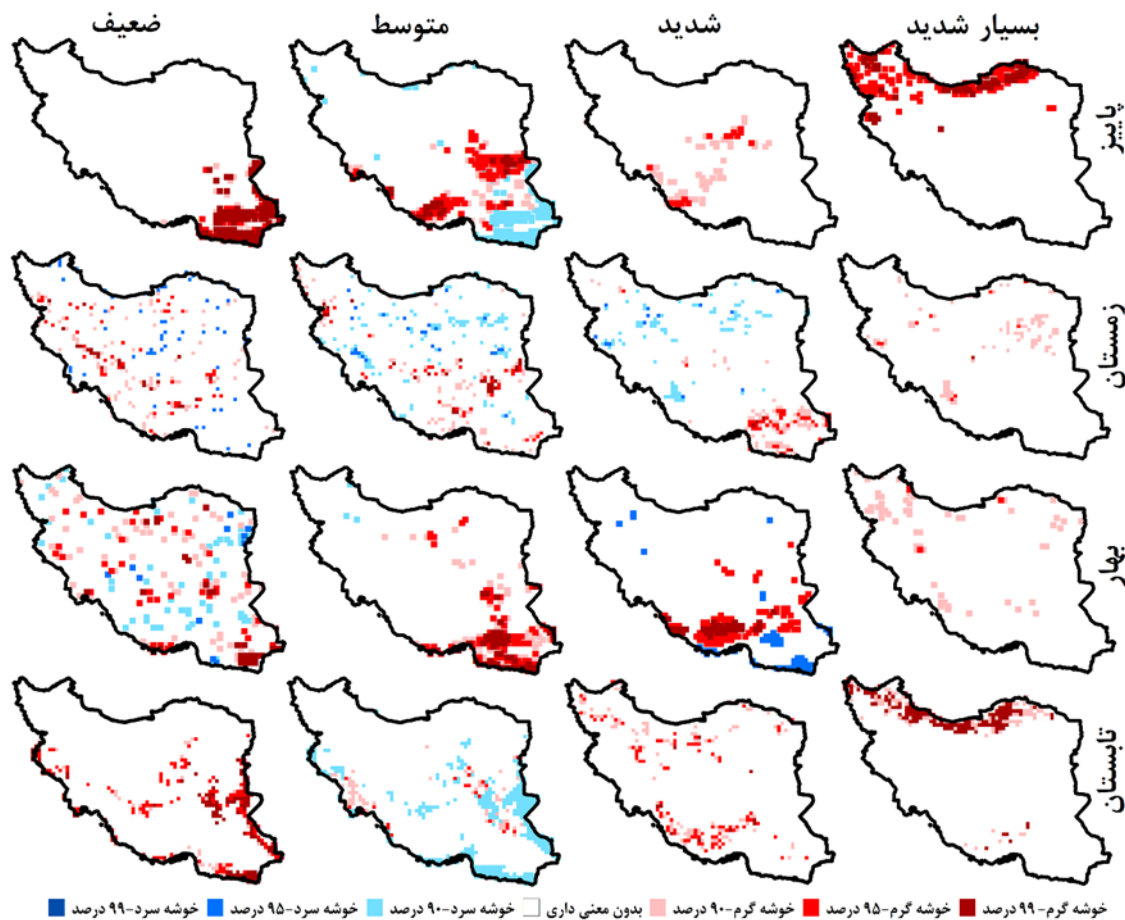 بسیار شدید شدید متوسط ضعیف
پاییز
زمستان
بهار
تابستان
خوشه گرم-۹۹ درصد خوشه گرم-۹۵ درصد خوشه گرم-۹۰ درصد بدون معنی داری خوشه سرد-۹۰ درصد خوشه سرد-۹۵ درصد خوشه سرد-۹۹ درصد